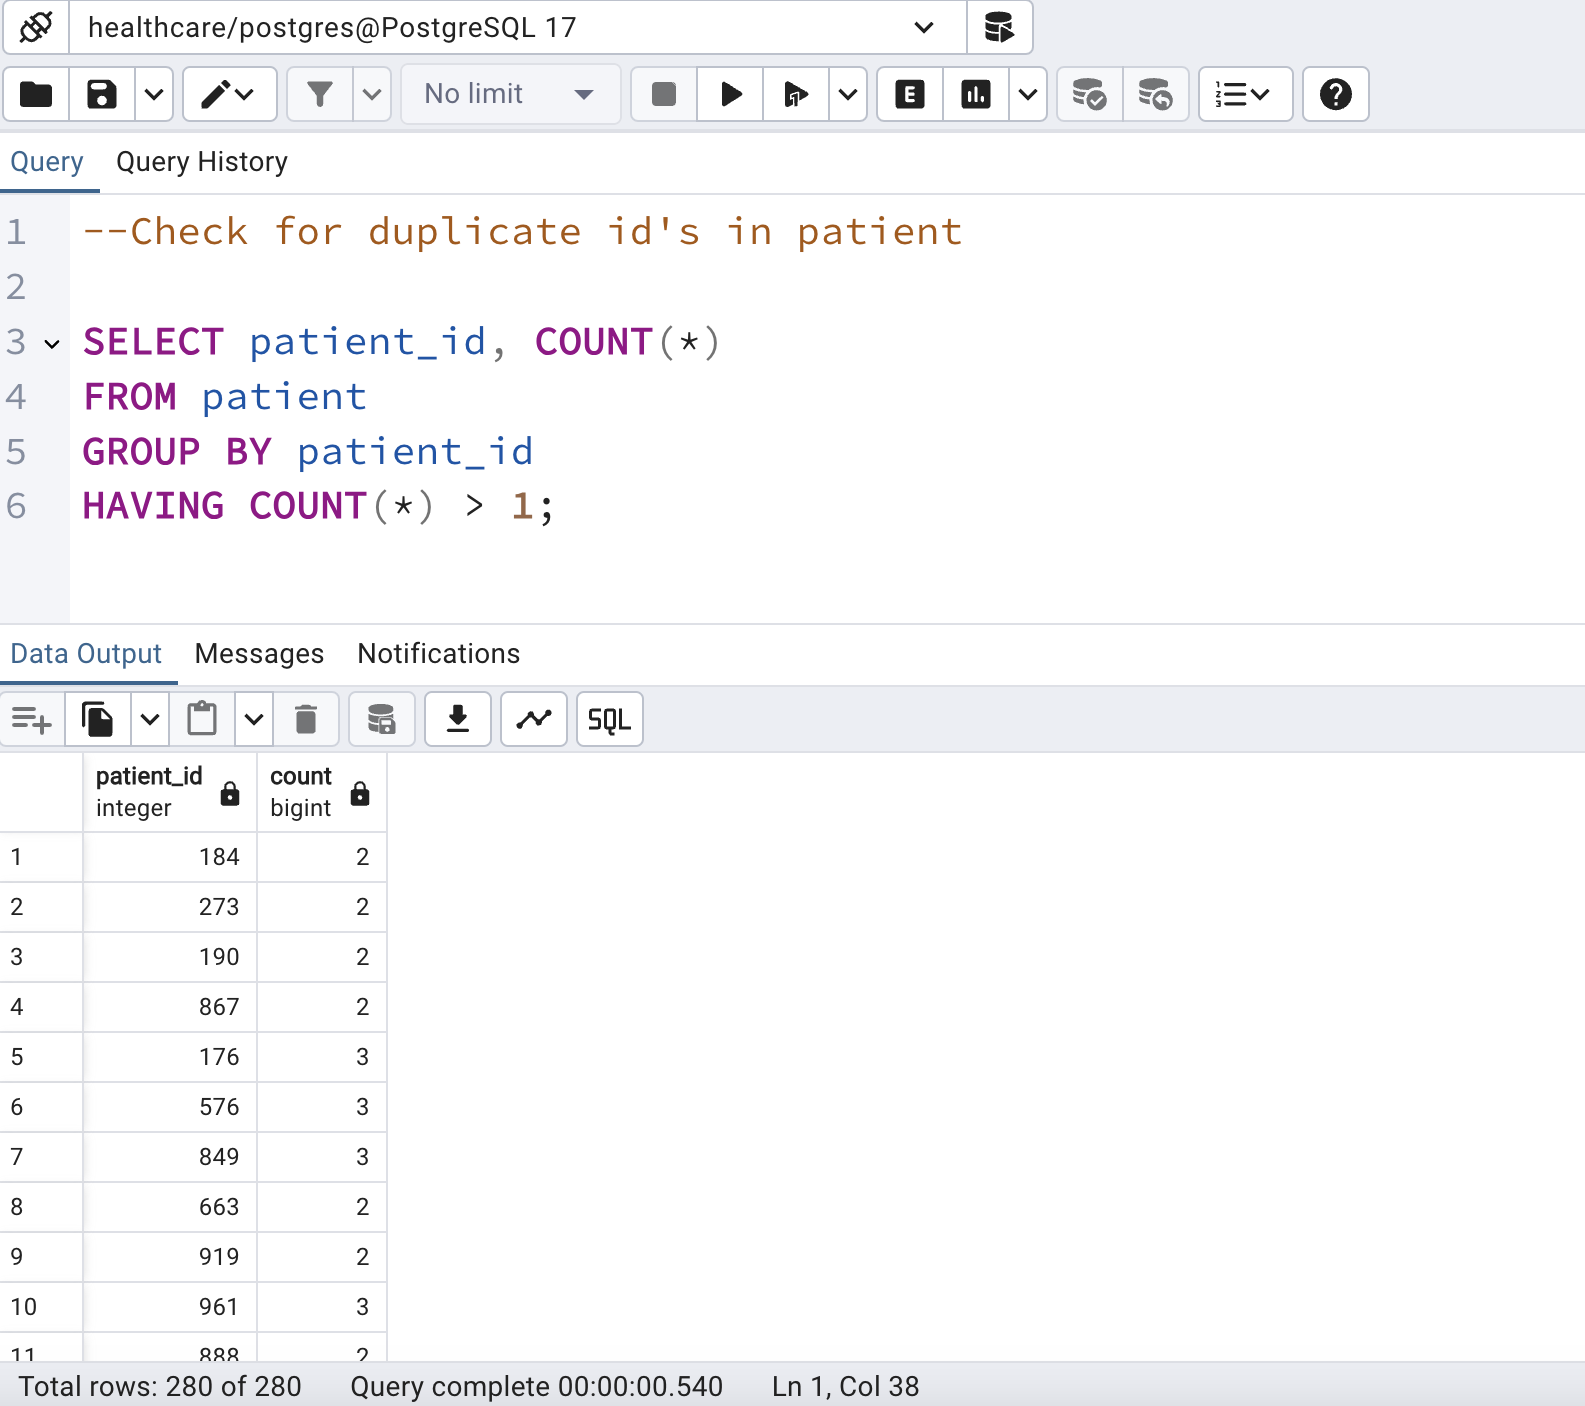 healthcare/postgres@PostgreSQL 17
No limit
E
Query Query History
1 --Check for duplicate id's in patient
2
3 SELECT patient_id, COUNT(*)
4 FROM patient
5 GROUP BY patient_id
6 HAVING COUNT(*) > 1;
Data Output Messages Notifications
SQL
patient_id count
integer bigint
1 184 2
2 273 2
3 190 2
4 867 2
5 176 3
6 576 3
7 849 3
8 663 2
9 919 2
10 961 3
11 888 2
Total rows: 280 of 280 Query complete 00:00:00.540 Ln 1, Col 38